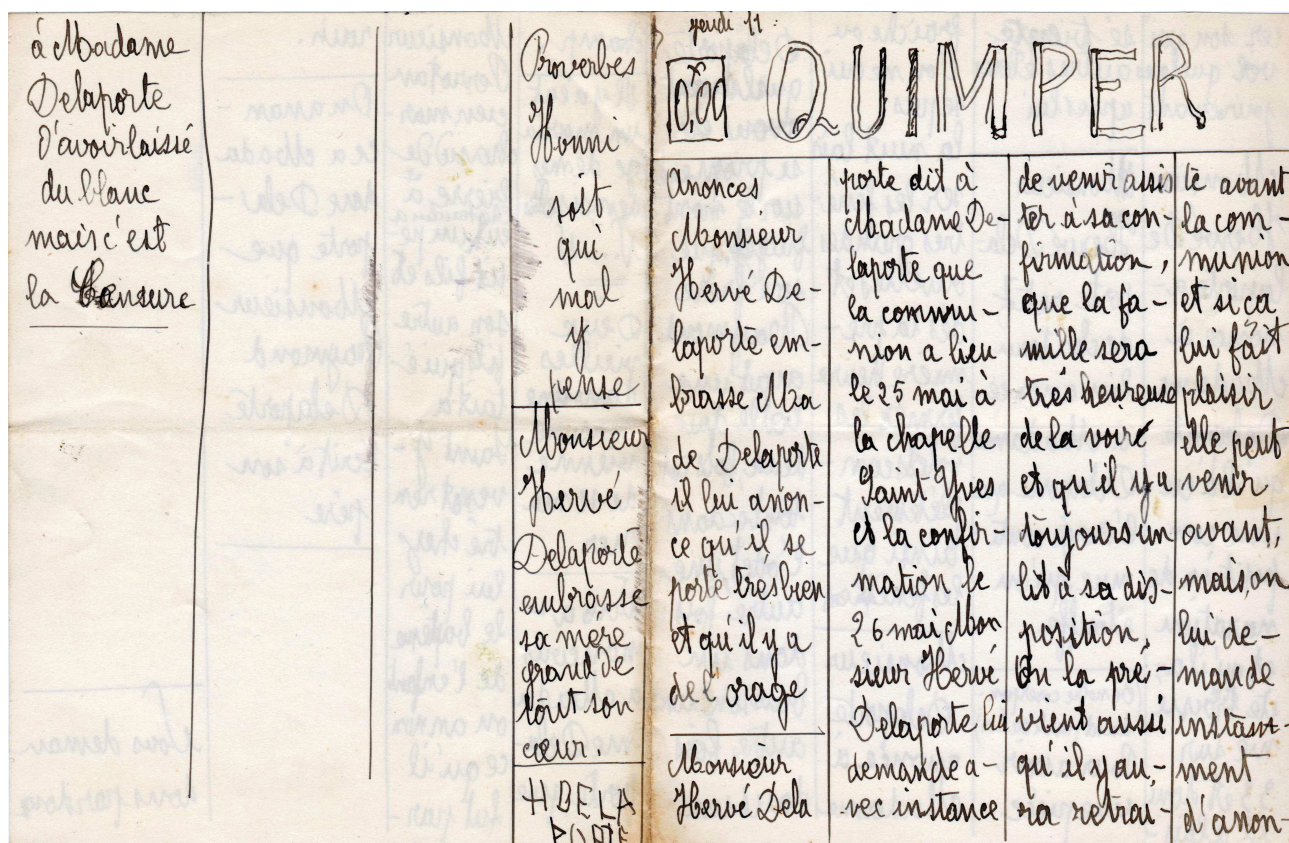 à Madame
Delaporte
d'avoir laissé
du blanc
mais c'est
la Censure
Proverbes
Honni
soit
qui
mal
y
pense
Monsieur
Hervé
Delaporte
embrasse
sa mère
grand de
tout son
cœur.
H. DELA
PORTE
jeudi 11.
QUIMPER
Anonces
Monsieur
Hervé De-
laporte em-
brasse Ma
de Delaporte
il lui anon-
ce qu'il se
porte très bien
et qu'il y a
de l'orage
Monsieur
Hervé Dela
porte dit à
Madame De-
laporte que
la commu-
nion a lieu
le 25 mai à
la chapelle
Saint Yves
et la confir-
mation le
26 mai Mon
sieur Hervé
Delaporte lui
demande a-
vec instance
de venir assis
ter à sa con-
firmation,
que la fa-
mille sera
très heureuse
de la voir
et qu'il y a
toujours un
lit à sa dis-
position.
On la pré-
vient aussi
qu'il y au-
ra retrai-
te avant
la com-
munion
et si ca
lui fait
plaisir
elle peut
venir
avant,
mais, on
lui de-
mande
instam-
ment
d'anon-